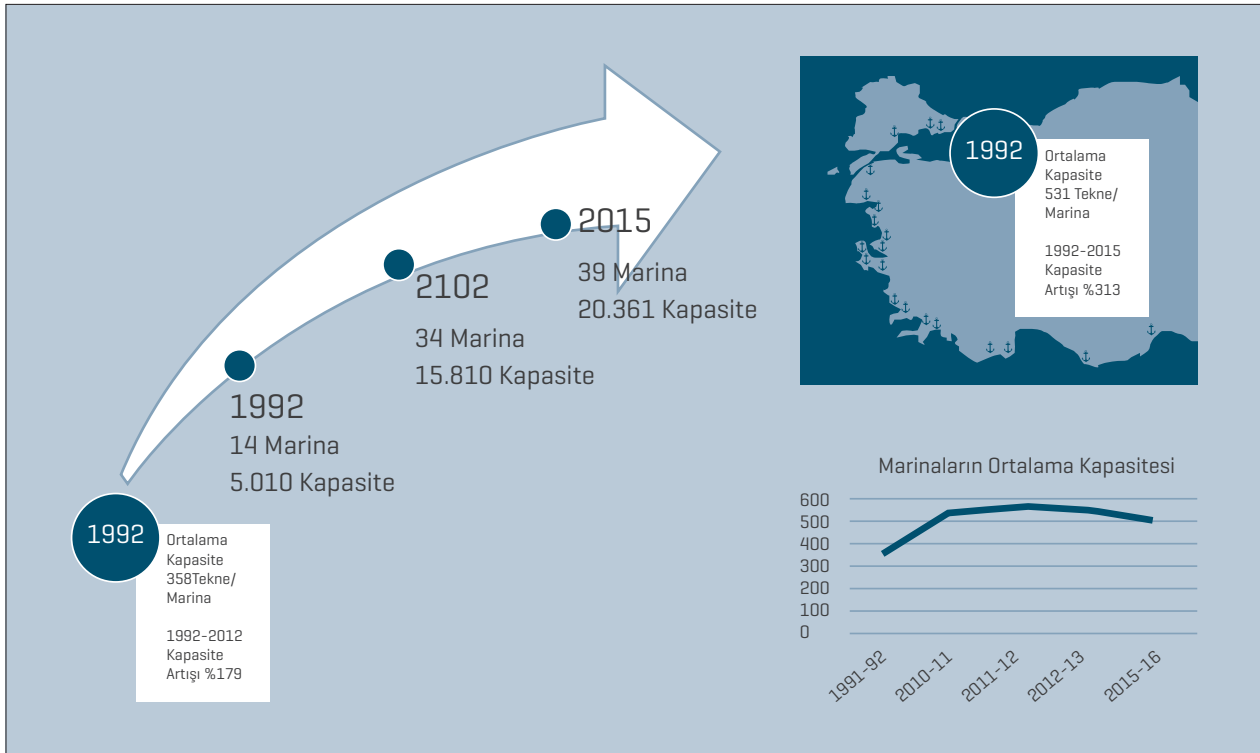 2015
39 Marina
20.361 Kapasite
2102
34 Marina
15.810 Kapasite
1992
14 Marina
5.010 Kapasite
1992
Ortalama
Kapasite
358Tekne/
Marina
1992-2012
Kapasite
Artışı %179
1992
Ortalama
Kapasite
531 Tekne/
Marina
1992-2015
Kapasite
Artışı %313
Marinaların Ortalama Kapasitesi
600
500
400
300
200
100
0
1991-92
2010-11
2011-12
2012-13
2015-16